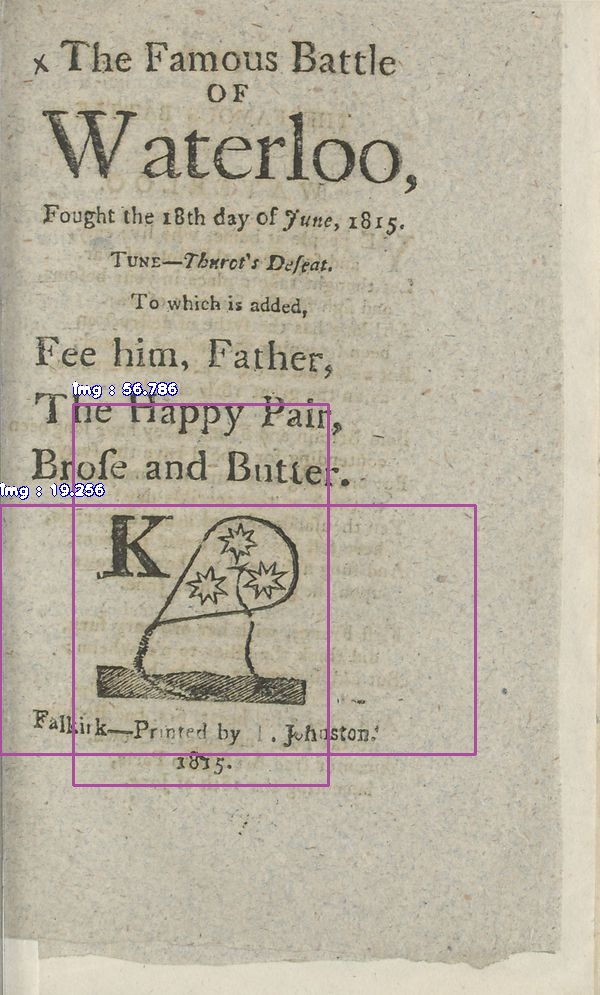 x The Famous Battle
OF
Waterloo,
Fought the 18th day of June, 1815.
TUNE—Thurot's Defeat.
To which is added,
Fee him, Father,
img : 56.786
The Happy Pair,
Broſe and Butter.
img : 19.256
K
Falkirk—Printed by T. Johnston.
1815.